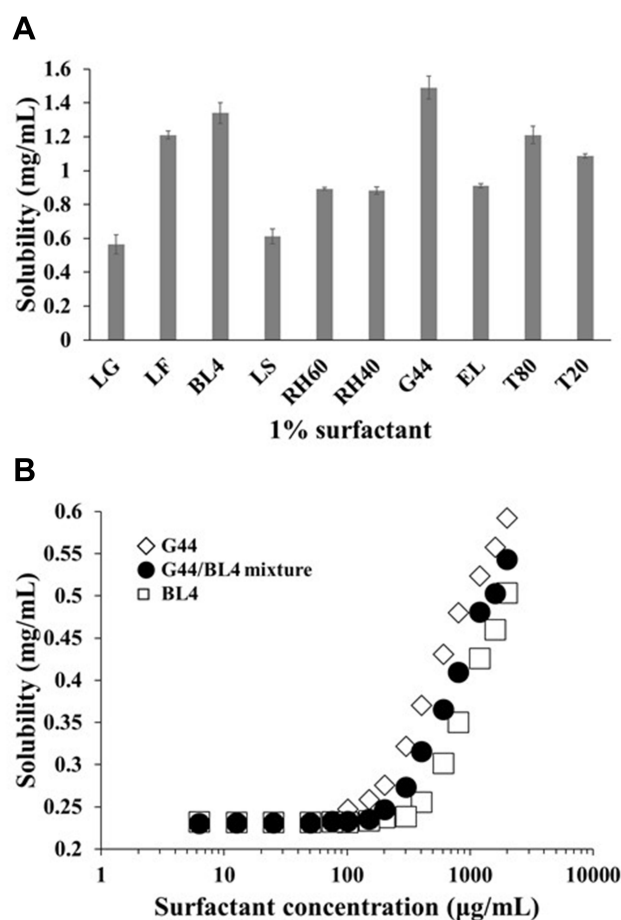 A
Solubility (mg/mL)
1.6
1.4
1.2
1
0.8
0.6
0.4
0.2
0
LG
LF
BL4
LS
RH60
RH40
G44
EL
T80
T20
1% surfactant
B
Solubility (mg/mL)
0.6
0.55
0.5
0.45
0.4
0.35
0.3
0.25
0.2
G44
G44/BL4 mixture
BL4
1
10
100
1000
10000
Surfactant concentration (μg/mL)